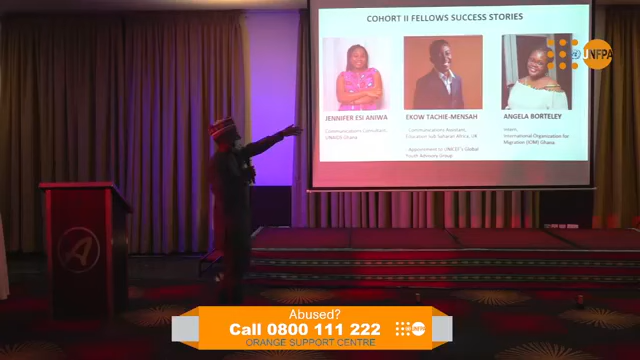 COHORT II FELLOWS SUCCESS STORIES
UNFPA
JENNIFER ESI ANIWA
EKOW TACHIE-MENSAH
ANGELA BORTELEY
Communications Consultant,
UNAIDS Ghana
Communications Assistant,
Education Sub Saharan Africa, UK
Appointment to UNICEF's Global
Youth Advisory Group
Intern,
International Organization for
Migration (IOM) Ghana.
A
Abused?
Call 0800 111 222
UNFPA
ORANGE SUPPORT CENTRE